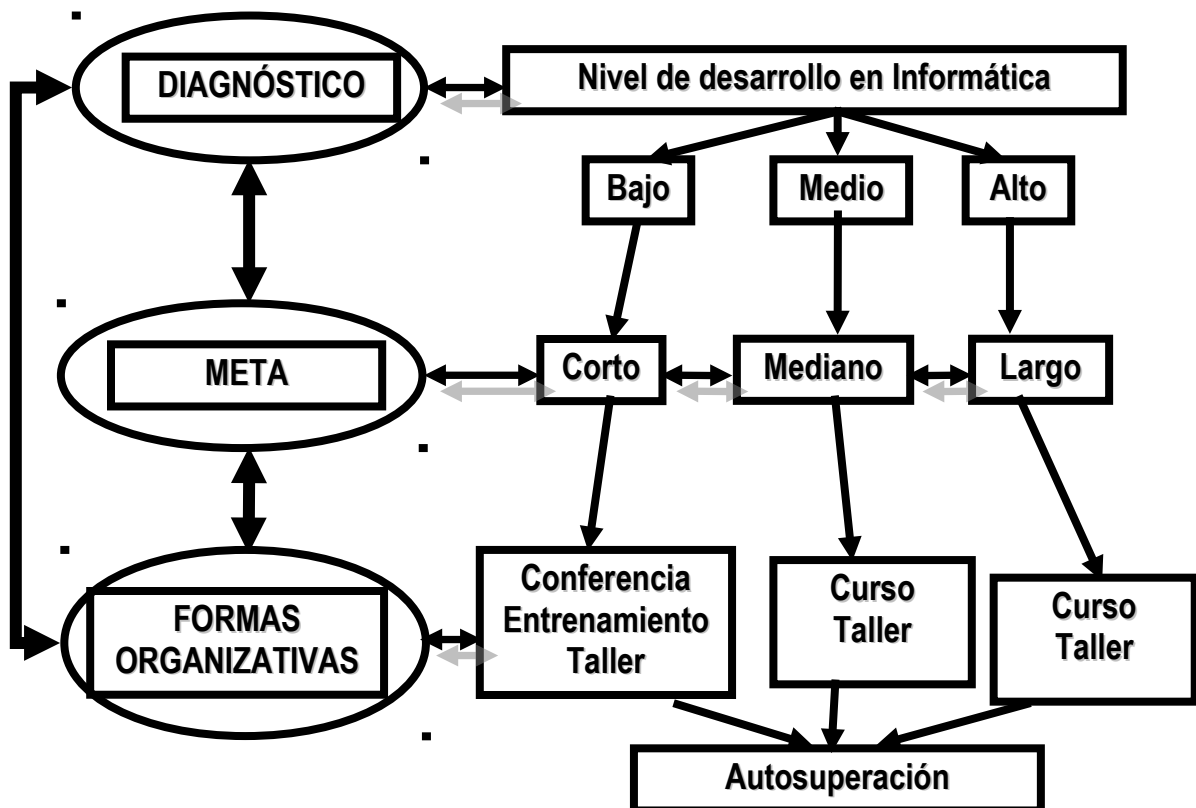 DIAGNÓSTICO
Nivel de desarrollo en Informática
Bajo
Medio
Alto
META
Corto
Mediano
Largo
FORMAS
ORGANIZATIVAS
Conferencia
Entrenamiento
Taller
Curso
Taller
Curso
Taller
Autosuperación